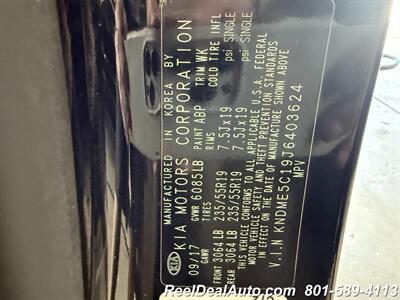 MANUFACTURED IN KOREA BY
KIA MOTORS CORPORATION
09/17 GVWR 6085LB PAINT ABP TRIM WK
GAWR TIRES RIMS COLD TIRE INFL
FRONT 3064 LB 235/55R19 7.5Jx19 psi SINGLE
REAR 3064 LB 235/55R19 7.5Jx19 psi SINGLE
THIS VEHICLE CONFORMS TO ALL APPLICABLE U.S.A. FEDERAL
MOTOR VEHICLE SAFETY AND THEFT PREVENTION STANDARDS
IN EFFECT ON THE DATE OF MANUFACTURE SHOWN ABOVE
V.I.N KNDME5C19J6403624
MPV
KIA
ReelDealAuto
801-589-4113